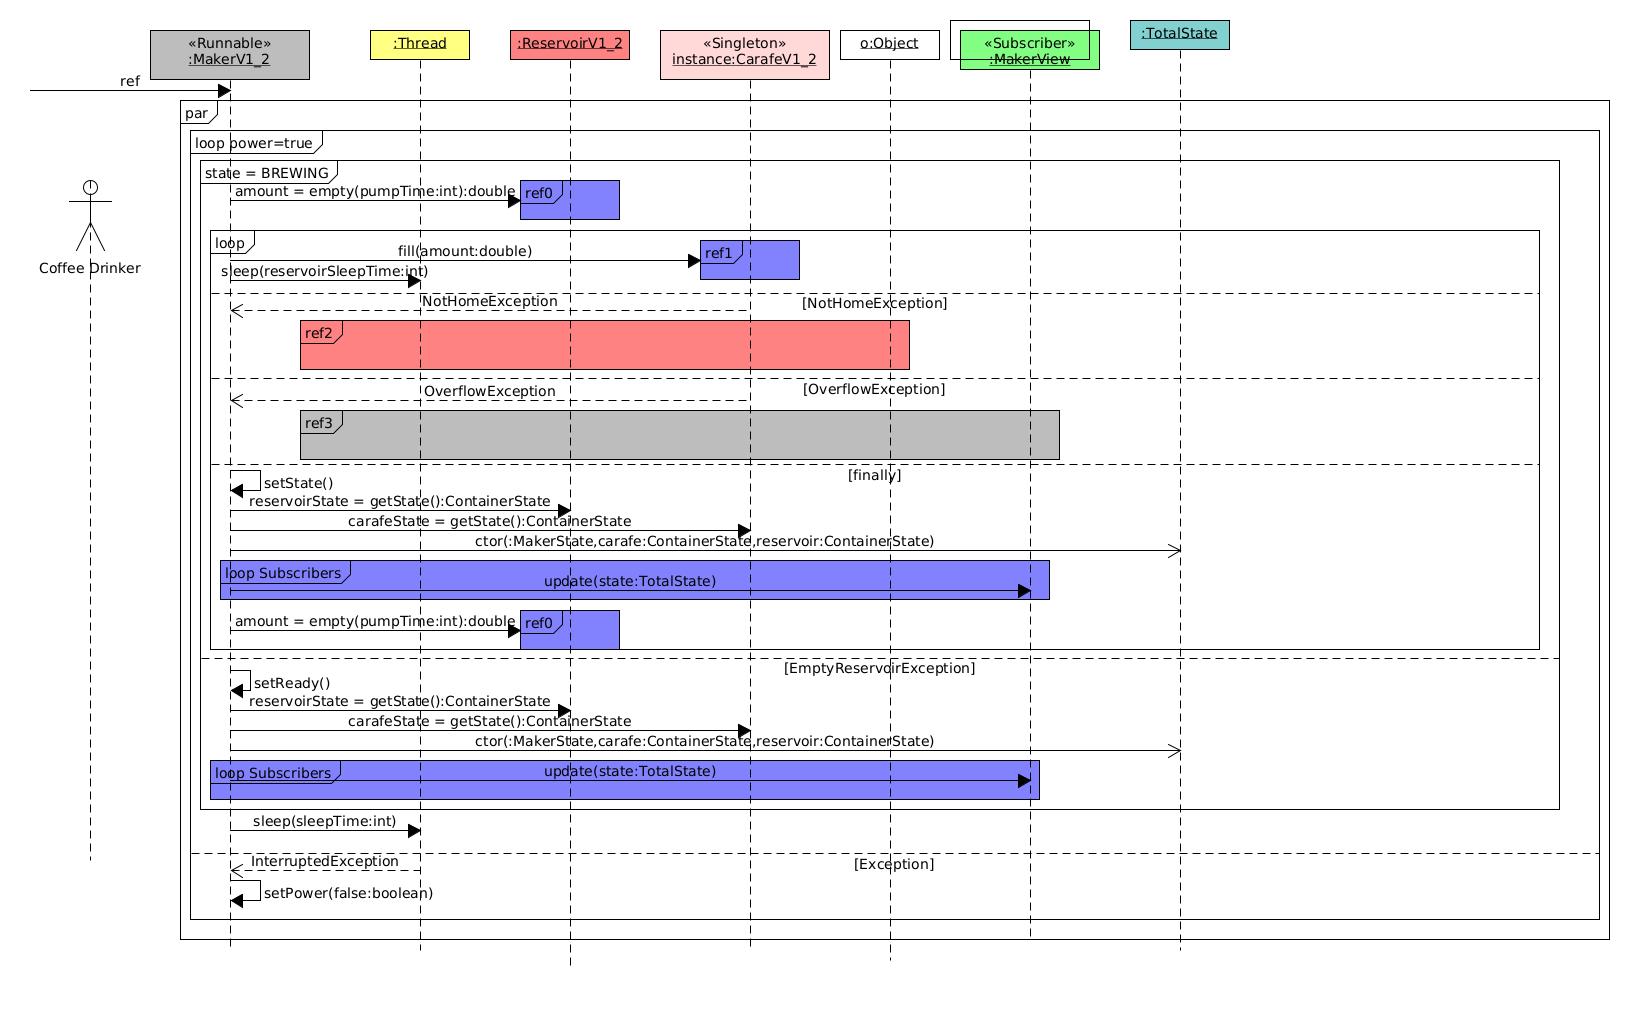 «Runnable»
:MakerV1_2
:Thread
:ReservoirV1_2
«Singleton»
instance:CarafeV1_2
o:Object
«Subscriber»
:MakerView
:TotalState
ref
par
loop power=true
state = BREWING
amount = empty(pumpTime:int):double
ref0
Coffee Drinker
loop
fill(amount:double)
ref1
sleep(reservoirSleepTime:int)
NotHomeException
[NotHomeException]
ref2
OverflowException
[OverflowException]
ref3
[finally]
setState()
reservoirState = getState():ContainerState
carafeState = getState():ContainerState
ctor(:MakerState,carafe:ContainerState,reservoir:ContainerState)
loop Subscribers
update(state:TotalState)
amount = empty(pumpTime:int):double
ref0
[EmptyReservoirException]
setReady()
reservoirState = getState():ContainerState
carafeState = getState():ContainerState
ctor(:MakerState,carafe:ContainerState,reservoir:ContainerState)
loop Subscribers
update(state:TotalState)
sleep(sleepTime:int)
InterruptedException
[Exception]
setPower(false:boolean)